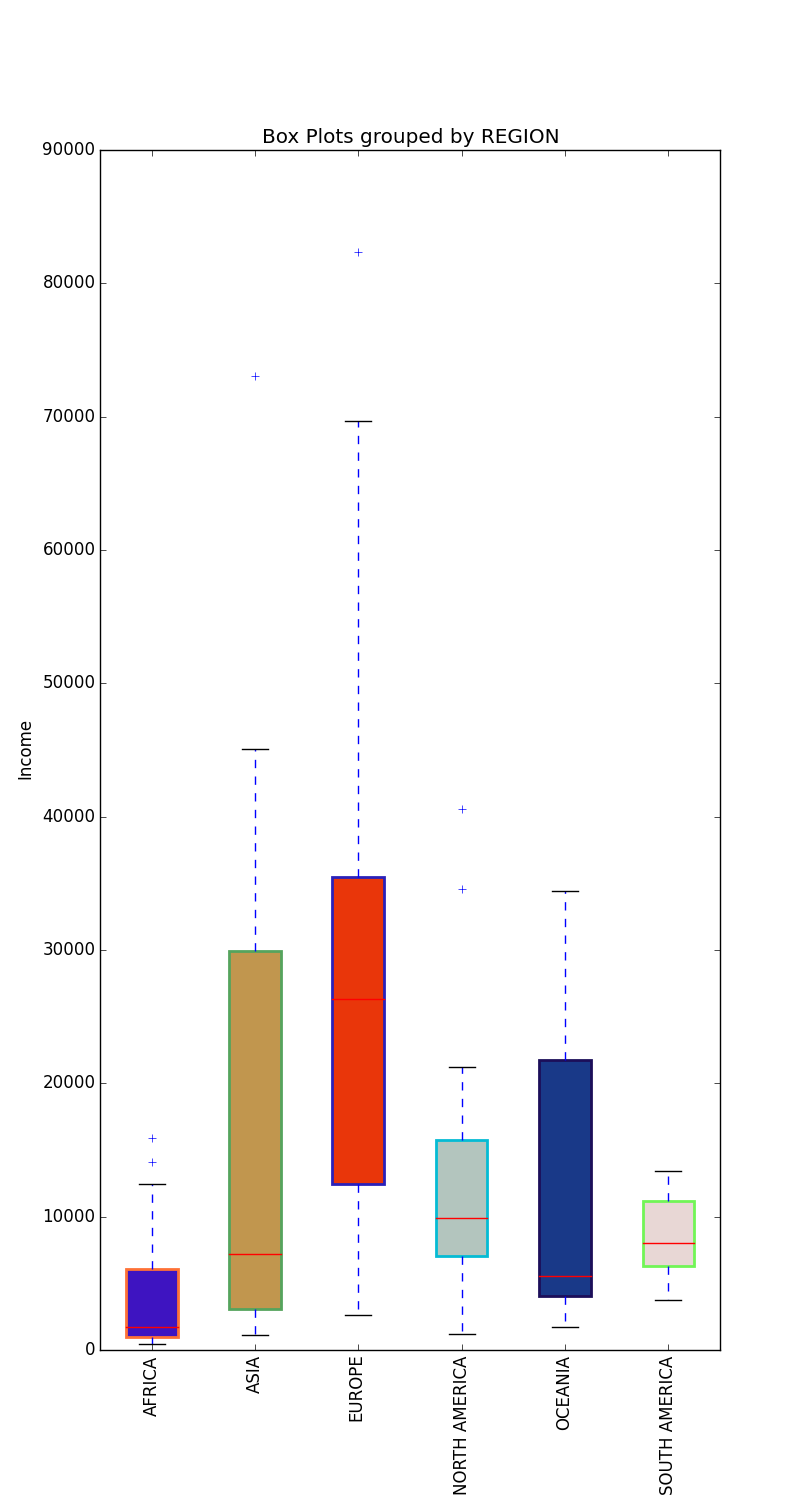 Box Plots grouped by REGION
90000
80000
70000
60000
50000
40000
30000
20000
10000
0
Income
AFRICA
ASIA
EUROPE
NORTH AMERICA
OCEANIA
SOUTH AMERICA